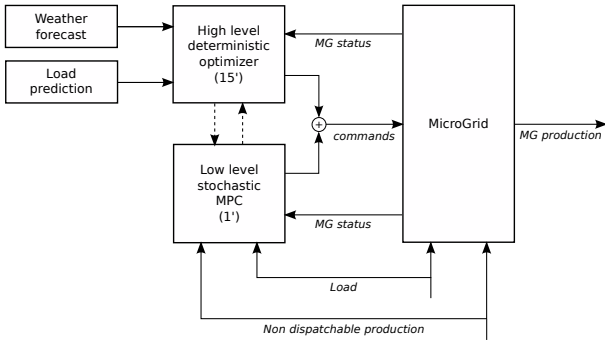 Weather
forecast
Load
prediction
High level
deterministic
optimizer
(15')
MG status
+
commands
MicroGrid
MG production
Low level
stochastic
MPC
(1')
MG status
Load
Non dispatchable production